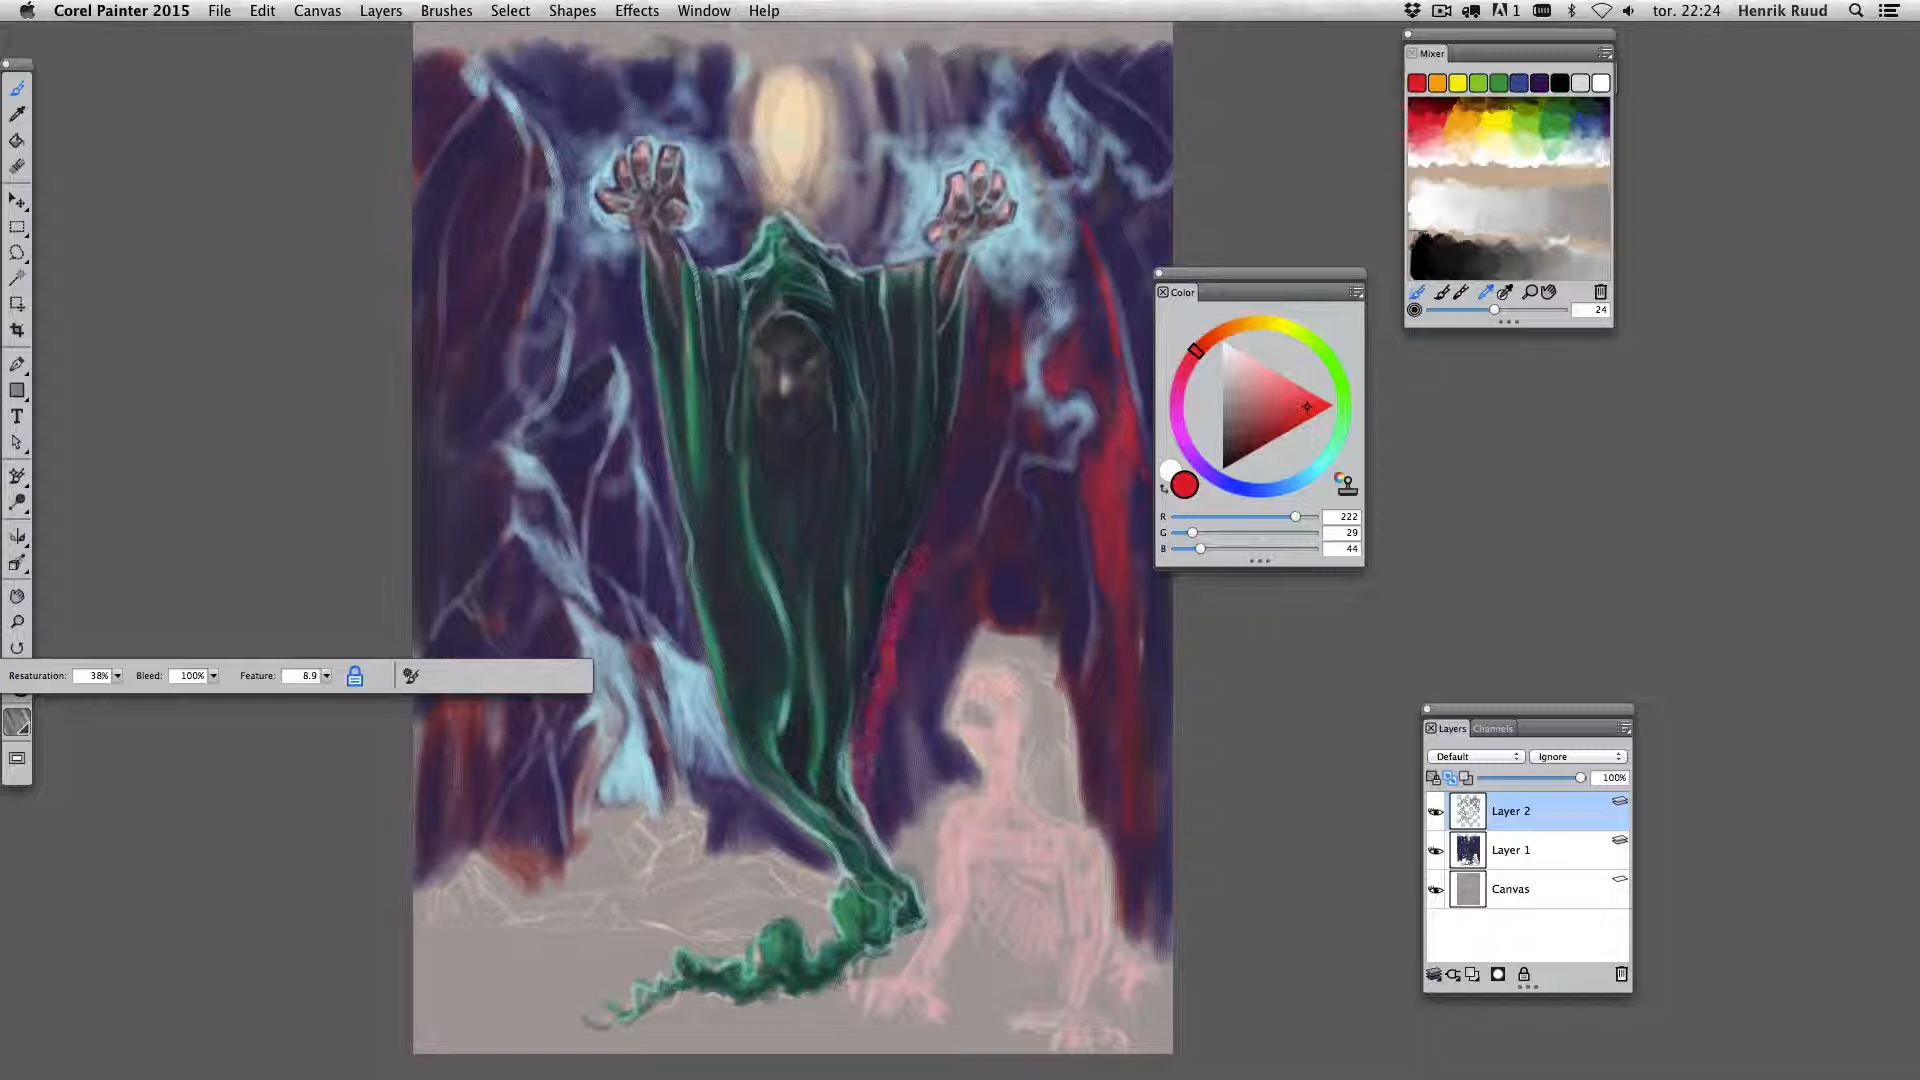 Corel Painter 2015 File Edit Canvas Layers Brushes Select Shapes Effects Window Help 1 tor. 22:24 Henrik Ruud
Mixer
24
Color
R 222
G 29
B 44
Resaturation: 38% Bleed: 100% Feature: 8.9
Layers Channels
Default Ignore
100%
Layer 2
Layer 1
Canvas